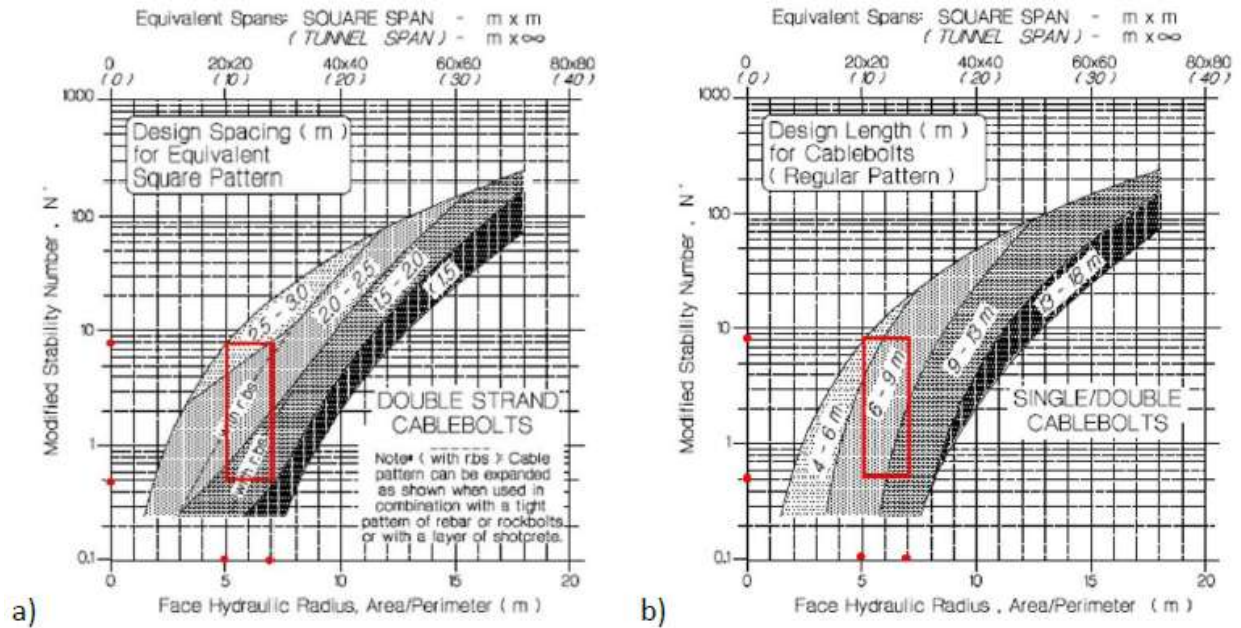 Equivalent Spans: SQUARE SPAN - m x m
( TUNNEL SPAN ) - m x ∞
0 20x20 40x40 60x60 80x80
( 0 ) ( 10 ) ( 20 ) ( 30 ) ( 40 )
1000
100
10
1
0.1
Modified Stability Number, N'
Design Spacing ( m )
for Equivalent
Square Pattern
2.5 - 3.0
2.0 - 2.5
1.5 - 2.0
< 1.5
with rbs
with rbs
DOUBLE STRAND
CABLEBOLTS
Note: ( with rbs ) Cable
pattern can be expanded
as shown when used in
combination with a tight
pattern of rebar or rockbolts
or with a layer of shotcrete.
0 5 10 15 20
Face Hydraulic Radius, Area/Perimeter ( m )
a)
Equivalent Spans: SQUARE SPAN - m x m
( TUNNEL SPAN ) - m x ∞
0 20x20 40x40 60x60 80x80
( 0 ) ( 10 ) ( 20 ) ( 30 ) ( 40 )
1000
100
10
1
0.1
Modified Stability Number, N'
Design Length ( m )
for Cablebolts
( Regular Pattern )
4 - 6 m
6 - 9 m
9 - 13 m
13 - 18 m
SINGLE/DOUBLE
CABLEBOLTS
0 5 10 15 20
Face Hydraulic Radius, Area/Perimeter ( m )
b)